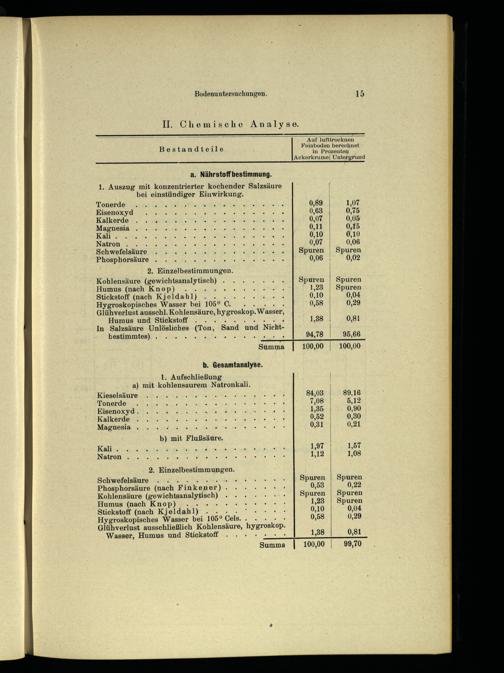 Bodenuntersuchungen. 15
II. Chemische Analyse.
Bestandteile
Auf lufttrocknen
Feinboden berechnet
in Prozenten
Ackerkrume Untergrund
a. Nährstoffbestimmung.
1. Auszug mit konzentrierter kochender Salzsäure
bei einstündiger Einwirkung.
Tonerde 0,89 1,07
Eisenoxyd 0,63 0,75
Kalkerde 0,07 0,05
Magnesia 0,11 0,15
Kali 0,10 0,10
Natron 0,07 0,06
Schwefelsäure Spuren Spuren
Phosphorsäure 0,06 0,02
2. Einzelbestimmungen.
Kohlensäure (gewichtsanalytisch) Spuren Spuren
Humus (nach Knop) 1,23 Spuren
Stickstoff (nach Kjeldahl) 0,10 0,04
Hygroskopisches Wasser bei 105° C. 0,58 0,29
Glühverlust ausschl. Kohlensäure, hygroskop. Wasser,
Humus und Stickstoff 1,38 0,81
In Salzsäure Unlösliches (Ton, Sand und Nicht-
bestimmtes) 94,78 95,66
Summa 100,00 100,00
b. Gesamtanalyse.
1. Aufschließung
a) mit kohlensaurem Natronkali.
Kieselsäure 84,03 89,16
Tonerde 7,08 5,12
Eisenoxyd 1,35 0,90
Kalkerde 0,52 0,30
Magnesia 0,31 0,21
b) mit Flußsäure.
Kali 1,97 1,57
Natron 1,12 1,08
2. Einzelbestimmungen.
Schwefelsäure Spuren Spuren
Phosphorsäure (nach Finkener) 0,53 0,22
Kohlensäure (gewichtsanalytisch) Spuren Spuren
Humus (nach Knop) 1,23 Spuren
Stickstoff (nach Kjeldahl) 0,10 0,04
Hygroskopisches Wasser bei 105° Cels. 0,58 0,29
Glühverlust ausschließlich Kohlensäure, hygroskop.
Wasser, Humus und Stickstoff 1,38 0,81
Summa 100,00 99,70